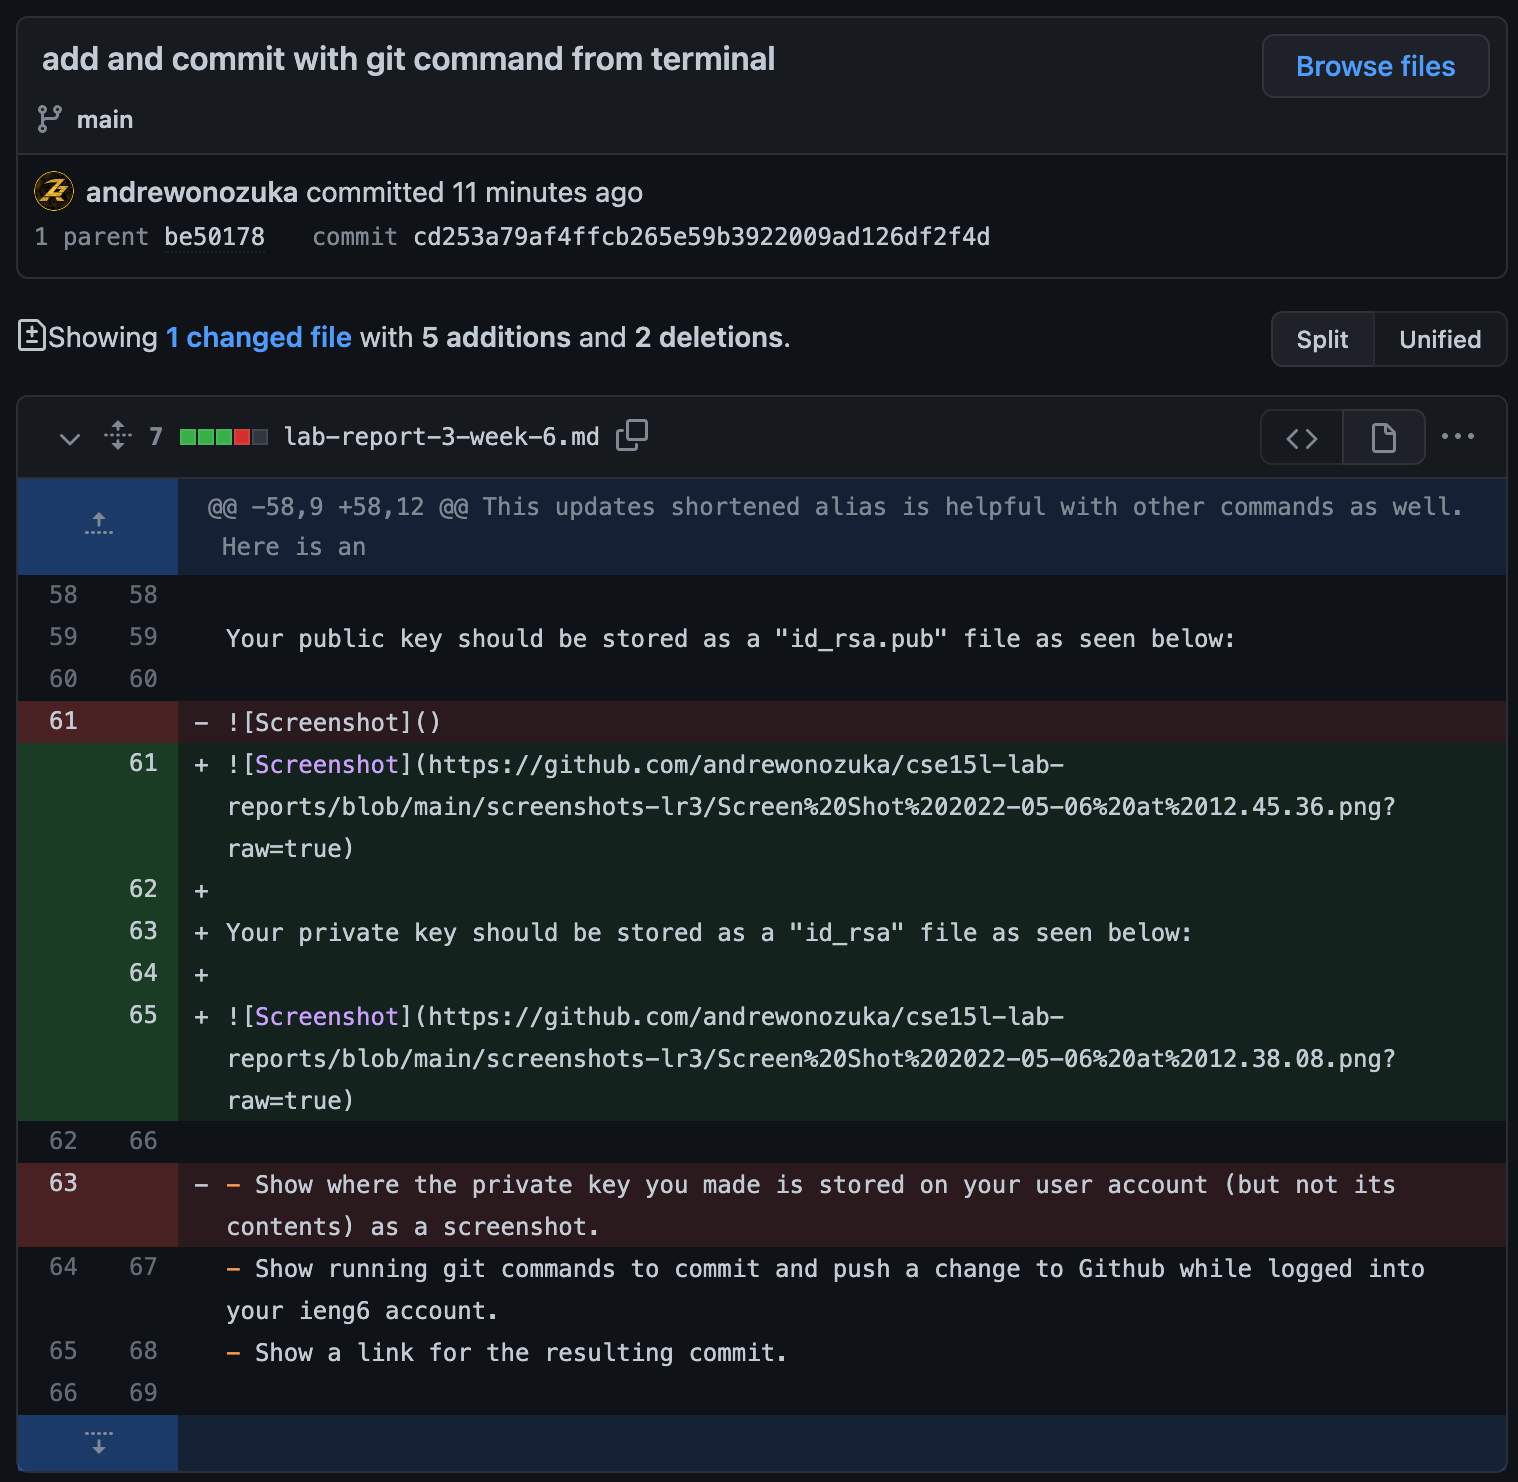 add and commit with git command from terminal
Browse files
main
andrewonozuka committed 11 minutes ago
1 parent be50178 commit cd253a79af4ffcb265e59b3922009ad126df2f4d
Showing 1 changed file with 5 additions and 2 deletions.
Split Unified
7 lab-report-3-week-6.md
@@ -58,9 +58,12 @@ This updates shortened alias is helpful with other commands as well.
Here is an
58 58
59 59 Your public key should be stored as a "id_rsa.pub" file as seen below:
60 60
61 - ![Screenshot]()
61 + ![Screenshot](https://github.com/andrewonozuka/cse15l-lab-
reports/blob/main/screenshots-lr3/Screen%20Shot%202022-05-06%20at%2012.45.36.png?
raw=true)
62 +
63 + Your private key should be stored as a "id_rsa" file as seen below:
64 +
65 + ![Screenshot](https://github.com/andrewonozuka/cse15l-lab-
reports/blob/main/screenshots-lr3/Screen%20Shot%202022-05-06%20at%2012.38.08.png?
raw=true)
62 66
63 - - Show where the private key you made is stored on your user account (but not its
contents) as a screenshot.
64 67 - Show running git commands to commit and push a change to Github while logged into
your ieng6 account.
65 68 - Show a link for the resulting commit.
66 69